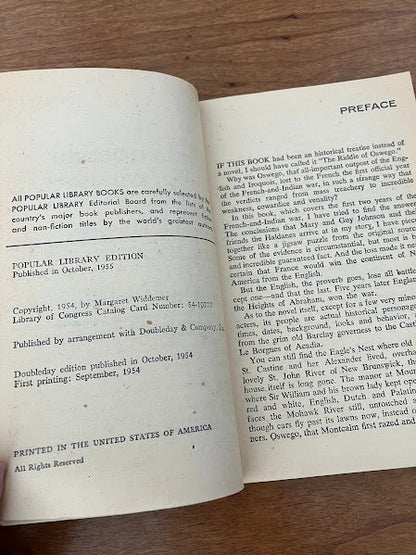 All POPULAR LIBRARY BOOKS are carefully selected by the
POPULAR LIBRARY Editorial Board from the lists of the
country's major book publishers, and represent fiction
and non-fiction titles by the world's greatest authors.
POPULAR LIBRARY EDITION
Published in October, 1955
Copyright, 1954, by Margaret Widdemer
Library of Congress Catalog Card Number: 54-10777
Published by arrangement with Doubleday & Company,
Doubleday edition published in October, 1954
First printing: September, 1954
PRINTED IN THE UNITED STATES OF AMERICA
All Rights Reserved
PREFACE
IF THIS BOOK had been an historical treatise instead of
a novel, I should have called it "The Riddle of Oswego."
Why was Oswego, that all-important outpost of the Eng-
lish and Iroquois, lost to the French the first official year
of the French-and-Indian war, in such a strange way that
the verdicts ranged from mass treachery to incredible
weakness, cowardice and venality?
In this book, which covers the first two years of the
French-and-Indian war, I have tried to find the answer.
The conclusions that Mary and Guy Johnson and
friends the Haldanes arrive at in my story, I have pieced
together like a jigsaw puzzle from the original sources.
Some of the evidence is circumstantial, but most is
and incredible guaranteed fact. And the loss made it
certain that France would win the continent of N
America from the English.
But the English, the proverb goes, lose all battles
cept one—and that the last. Five years later England
the Heights of Abraham, won the war.
As to the novel itself, except for a few minor
acters, its people are actual historical personages,
times, dates, background, looks and behavior, all
from the grim old Barclay governess to the Castin
Le Borgnes of Acadia.
You can still find the Eagle's Nest where old
St. Castine and her Alexander Leblanc lived, over
lovely St. John River of New Brunswick, the
house itself is long gone. The manor at Mount
where Sir William and his brown lady kept open
red and white, English, Dutch and Palatine
faces the Mohawk River still, untouched a
though cars fly past its lawns now, instead
ners. Oswego, that Montcalm first razed and